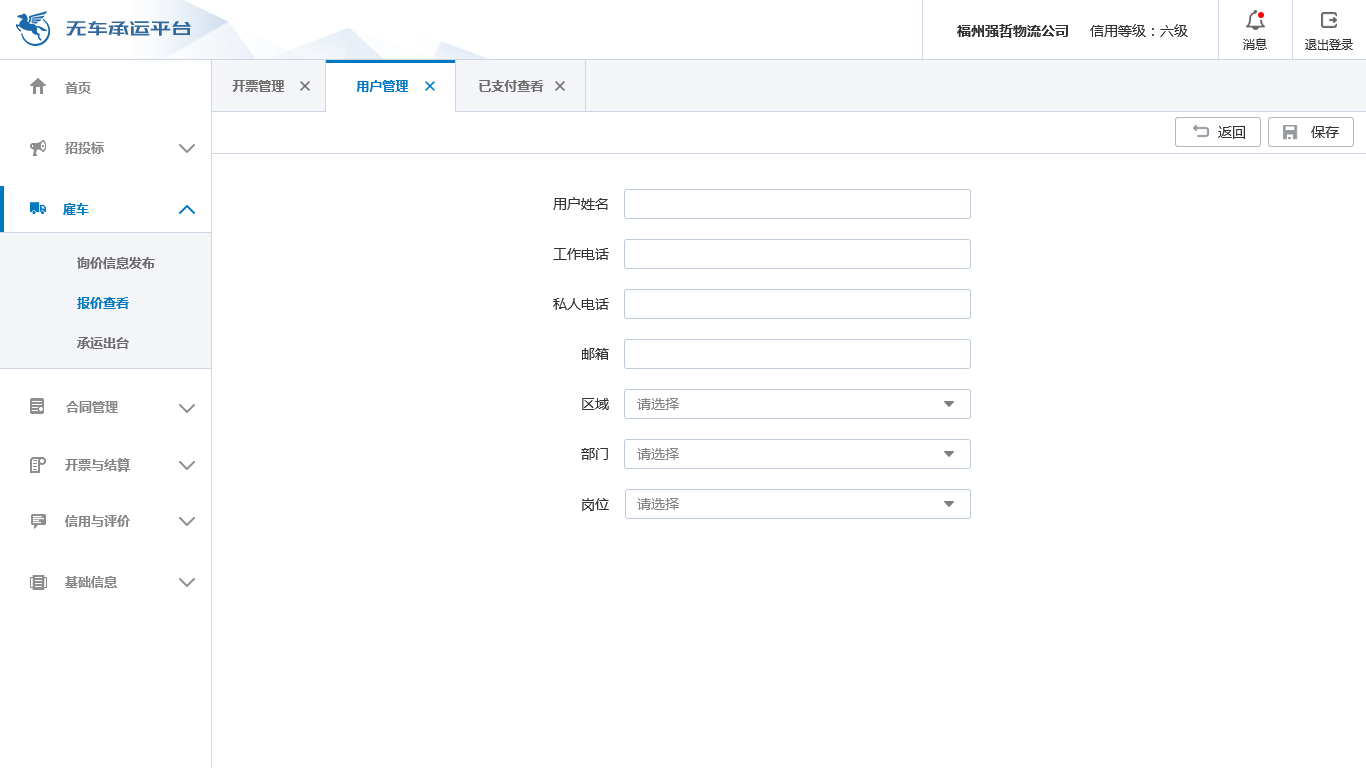 无车承运平台
福州强哲物流公司 信用等级：六级
消息
退出登录
首页
招投标
雇车
询价信息发布
报价查看
承运出台
合同管理
开票与结算
信用与评价
基础信息
开票管理 用户管理 已支付查看
返回 保存
用户姓名
工作电话
私人电话
邮箱
区域 请选择
部门 请选择
岗位 请选择